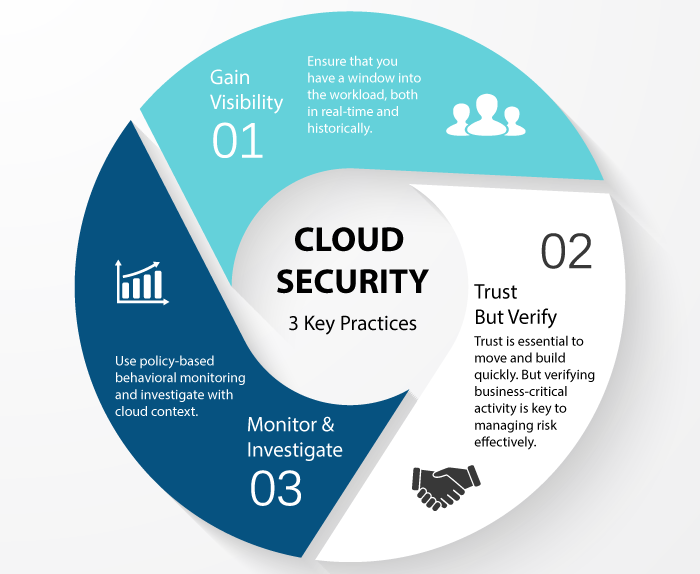 CLOUD
SECURITY
3 Key Practices
Gain
Visibility
01
Ensure that you
have a window into
the workload, both
in real-time and
historically.
02
Trust
But Verify
Trust is essential to
move and build
quickly. But verifying
business-critical
activity is key to
managing risk
effectively.
Use policy-based
behavioral monitoring
and investigate with
cloud context.
Monitor &
Investigate
03